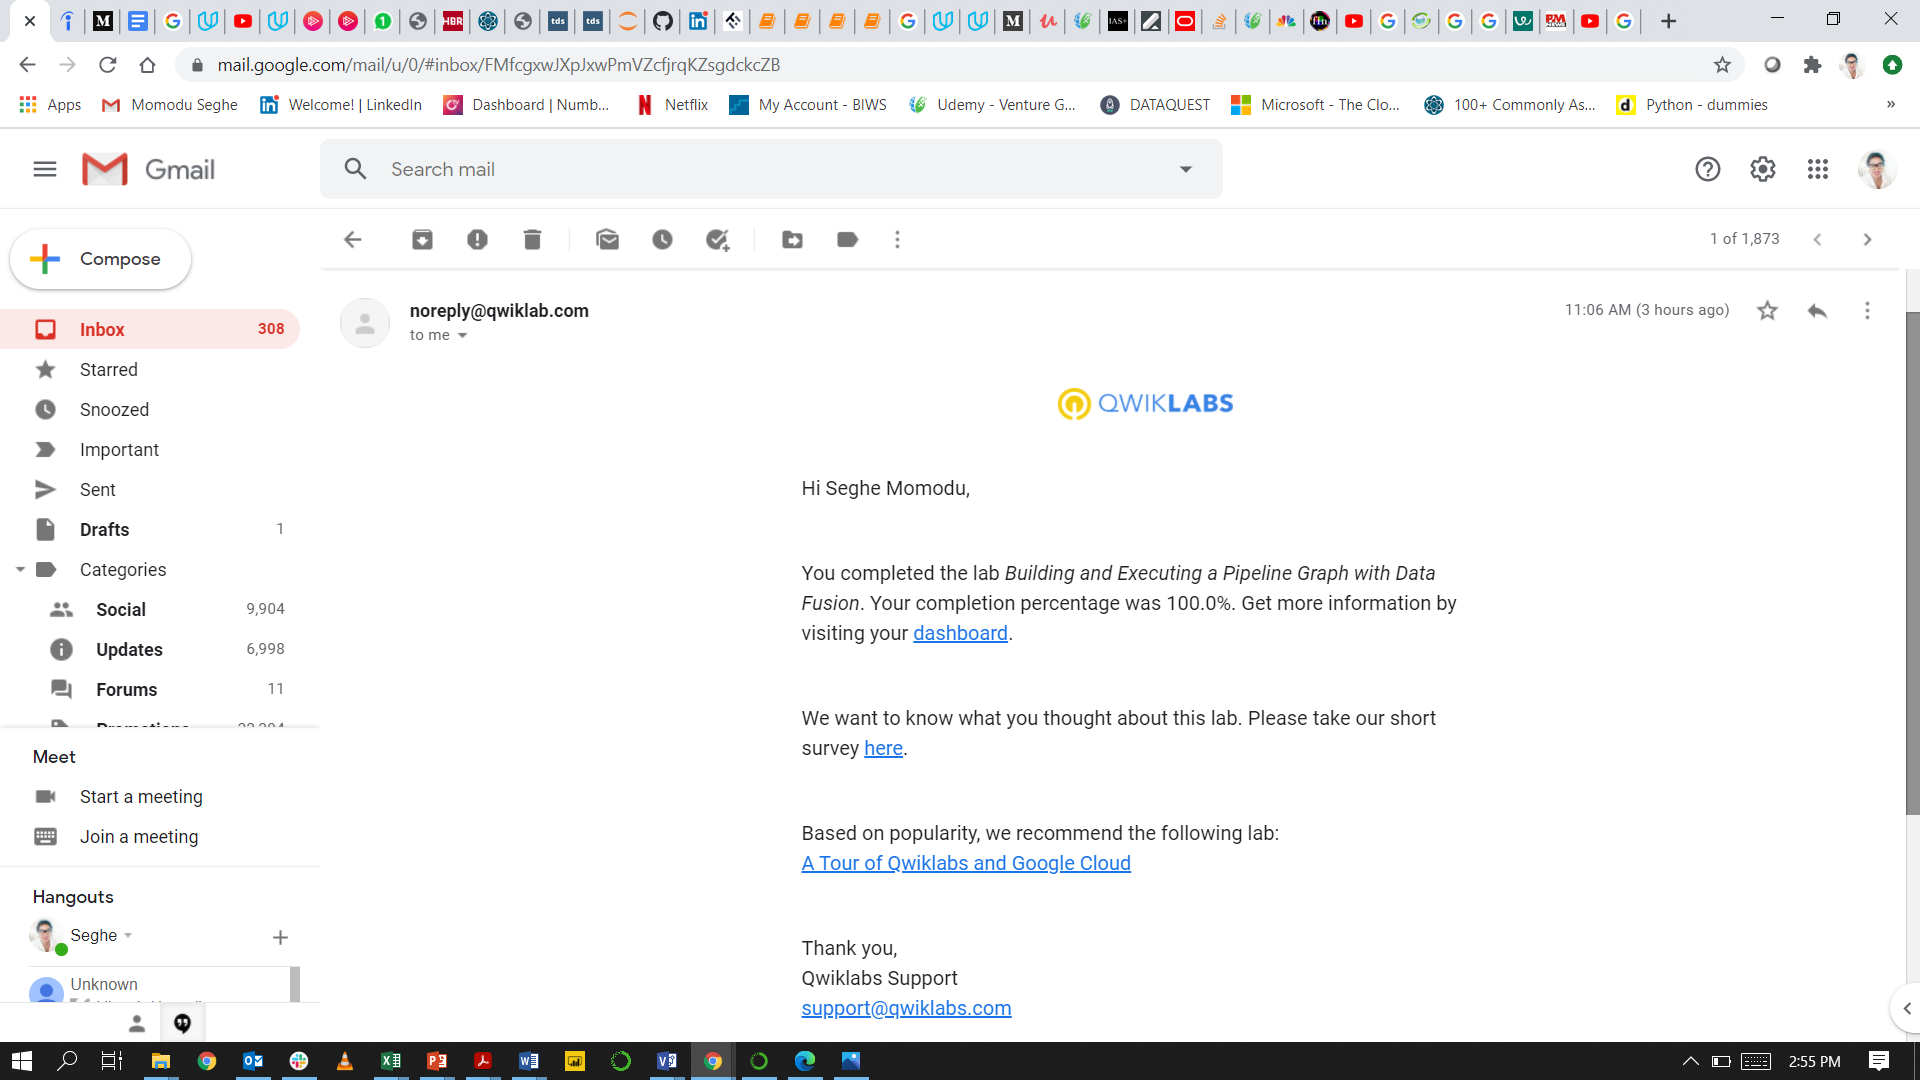 mail.google.com/mail/u/0/#inbox/FMfcgxwJXpJxwPmVZcfjrqKZsgdckcZB
Apps Momodu Seghe Welcome! | LinkedIn Dashboard | Numb... Netflix My Account - BIWS Udemy - Venture G... DATAQUEST Microsoft - The Clo... 100+ Commonly As... Python - dummies »
Gmail
Search mail
Compose
1 of 1,873
Inbox 308
Starred
Snoozed
Important
Sent
Drafts 1
Categories
Social 9,904
Updates 6,998
Forums 11
Meet
Start a meeting
Join a meeting
Hangouts
Seghe
Unknown
noreply@qwiklab.com
11:06 AM (3 hours ago)
to me
QWIKLABS
Hi Seghe Momodu,
You completed the lab Building and Executing a Pipeline Graph with Data
Fusion. Your completion percentage was 100.0%. Get more information by
visiting your dashboard.
We want to know what you thought about this lab. Please take our short
survey here.
Based on popularity, we recommend the following lab:
A Tour of Qwiklabs and Google Cloud
Thank you,
Qwiklabs Support
support@qwiklabs.com
2:55 PM